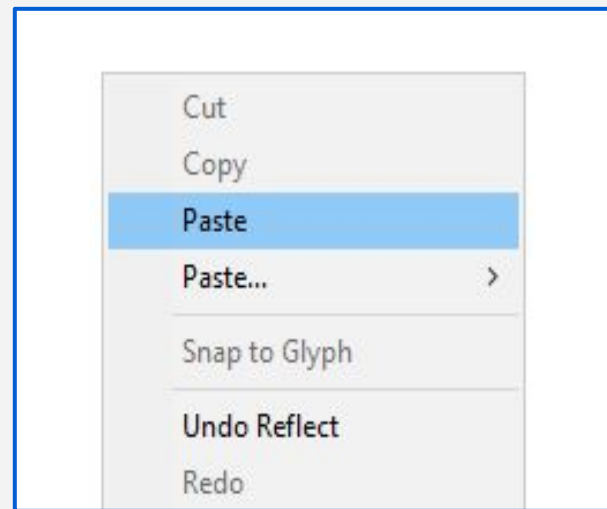 Cut
Copy
Paste
Paste...
Snap to Glyph
Undo Reflect
Redo